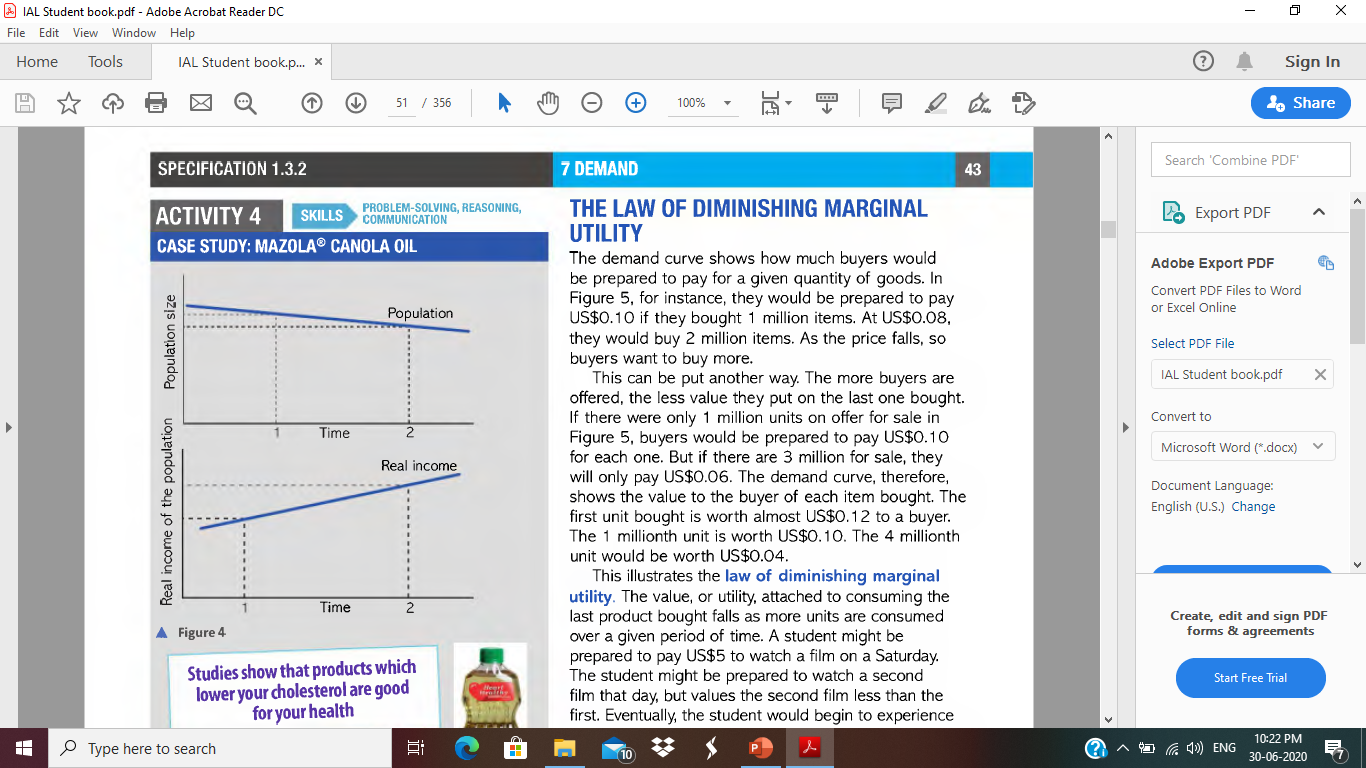 IAL Student book.pdf - Adobe Acrobat Reader DC
File Edit View Window Help
Home Tools IAL Student book.p... ×
Sign In
51 / 356
100%
Share
SPECIFICATION 1.3.2
7 DEMAND
43
ACTIVITY 4
SKILLS
PROBLEM-SOLVING, REASONING,
COMMUNICATION
CASE STUDY: MAZOLA® CANOLA OIL
Population size
Population
1 Time 2
Real income of the population
Real income
1 Time 2
Figure 4
Studies show that products which
lower your cholesterol are good
for your health
Heart
Healthy
THE LAW OF DIMINISHING MARGINAL
UTILITY
The demand curve shows how much buyers would
be prepared to pay for a given quantity of goods. In
Figure 5, for instance, they would be prepared to pay
US$0.10 if they bought 1 million items. At US$0.08,
they would buy 2 million items. As the price falls, so
buyers want to buy more.
This can be put another way. The more buyers are
offered, the less value they put on the last one bought.
If there were only 1 million units on offer for sale in
Figure 5, buyers would be prepared to pay US$0.10
for each one. But if there are 3 million for sale, they
will only pay US$0.06. The demand curve, therefore,
shows the value to the buyer of each item bought. The
first unit bought is worth almost US$0.12 to a buyer.
The 1 millionth unit is worth US$0.10. The 4 millionth
unit would be worth US$0.04.
This illustrates the law of diminishing marginal
utility. The value, or utility, attached to consuming the
last product bought falls as more units are consumed
over a given period of time. A student might be
prepared to pay US$5 to watch a film on a Saturday.
The student might be prepared to watch a second
film that day, but values the second film less than the
first. Eventually, the student would begin to experience
Search 'Combine PDF'
Export PDF
Adobe Export PDF
Convert PDF Files to Word
or Excel Online
Select PDF File
IAL Student book.pdf
Convert to
Microsoft Word (*.docx)
Document Language:
English (U.S.) Change
Create, edit and sign PDF
forms & agreements
Start Free Trial
Type here to search
10
ENG
10:22 PM
30-06-2020
7